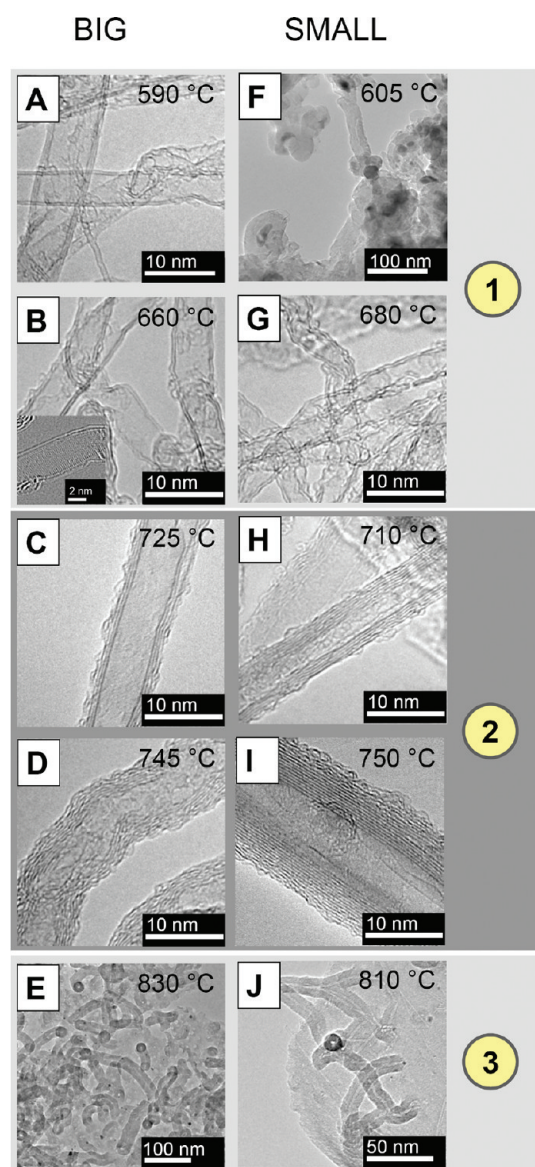 BIG SMALL
A 590 °C F 605 °C
10 nm 100 nm
1
B 660 °C G 680 °C
2 nm 10 nm 10 nm
C 725 °C H 710 °C
10 nm 10 nm
2
D 745 °C I 750 °C
10 nm 10 nm
E 830 °C J 810 °C
3
100 nm 50 nm